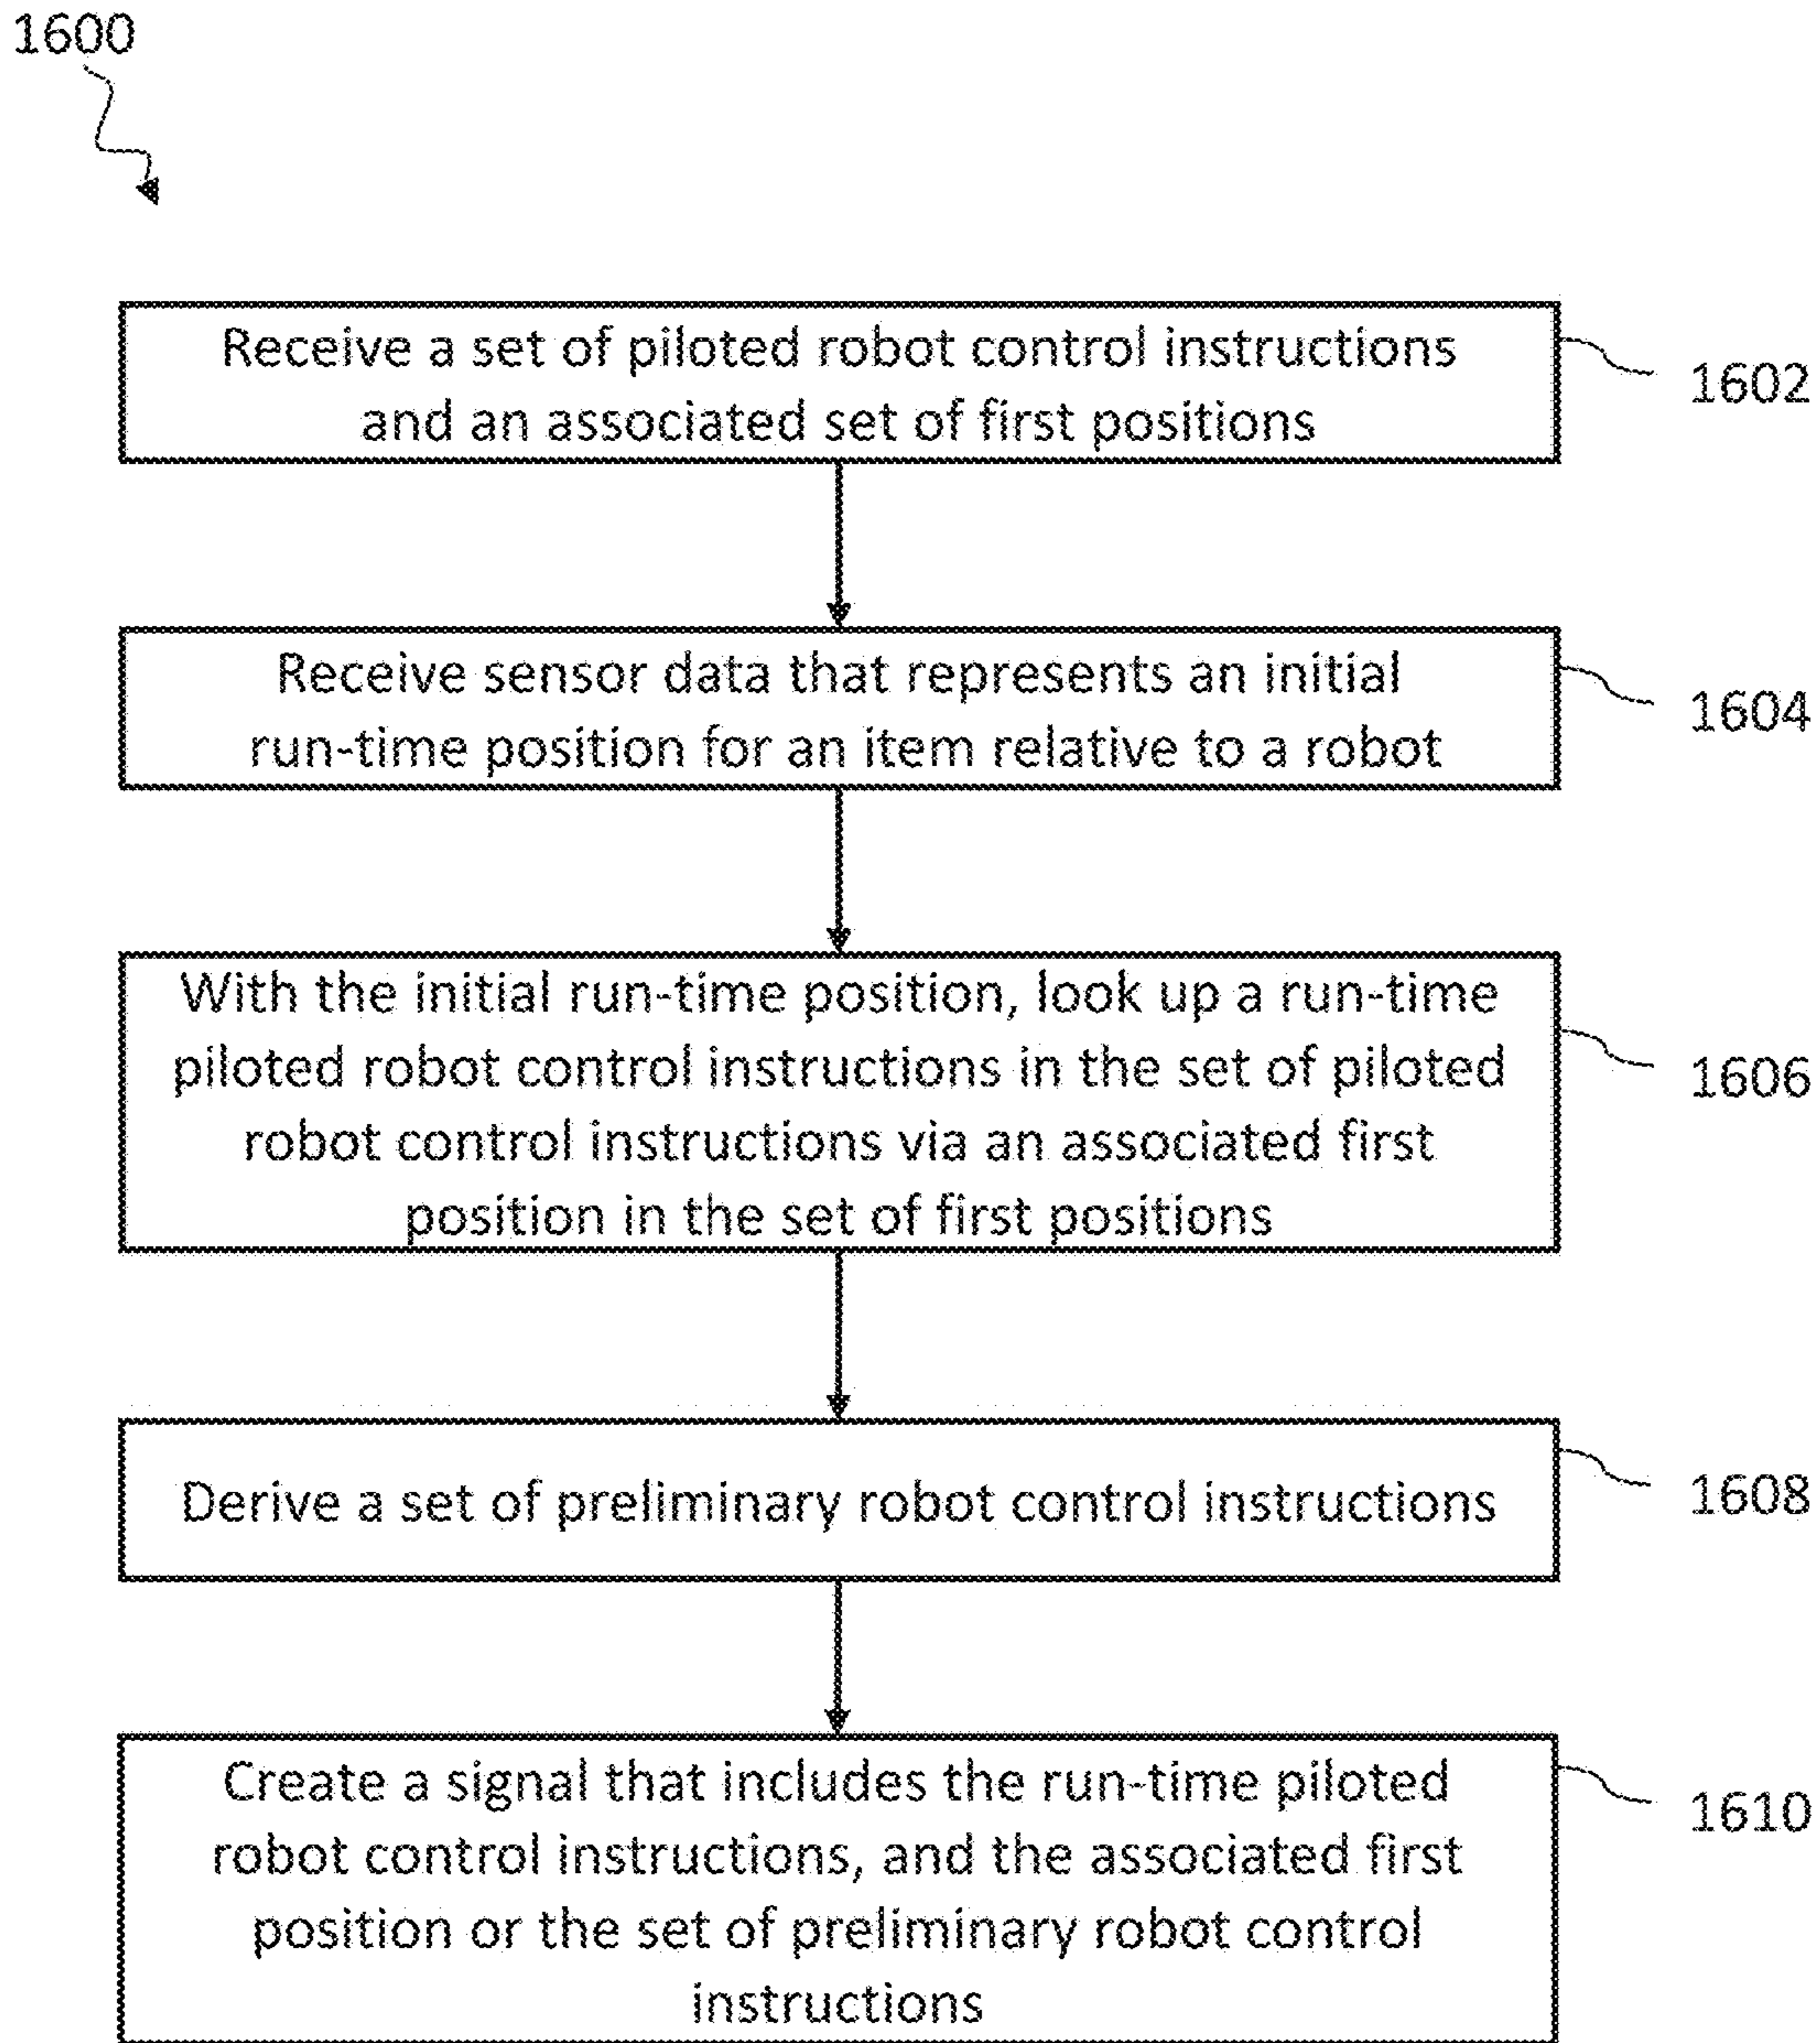 1600
Receive a set of piloted robot control instructions
and an associated set of first positions
1602
Receive sensor data that represents an initial
run-time position for an item relative to a robot
1604
With the initial run-time position, look up a run-time
piloted robot control instructions in the set of piloted
robot control instructions via an associated first
position in the set of first positions
1606
Derive a set of preliminary robot control instructions
1608
Create a signal that includes the run-time piloted
robot control instructions, and the associated first
position or the set of preliminary robot control
instructions
1610